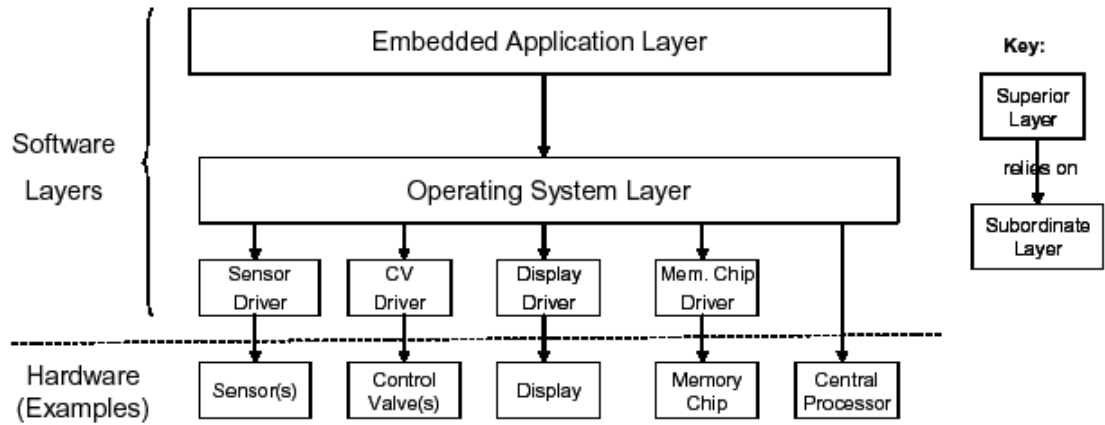 Embedded Application Layer
Key:
Superior
Layer
Software
Layers
relies on
Operating System Layer
Subordinate
Layer
Sensor
Driver
CV
Driver
Display
Driver
Mem. Chip
Driver
Hardware
(Examples)
Sensor(s)
Control
Valve(s)
Display
Memory
Chip
Central
Processor